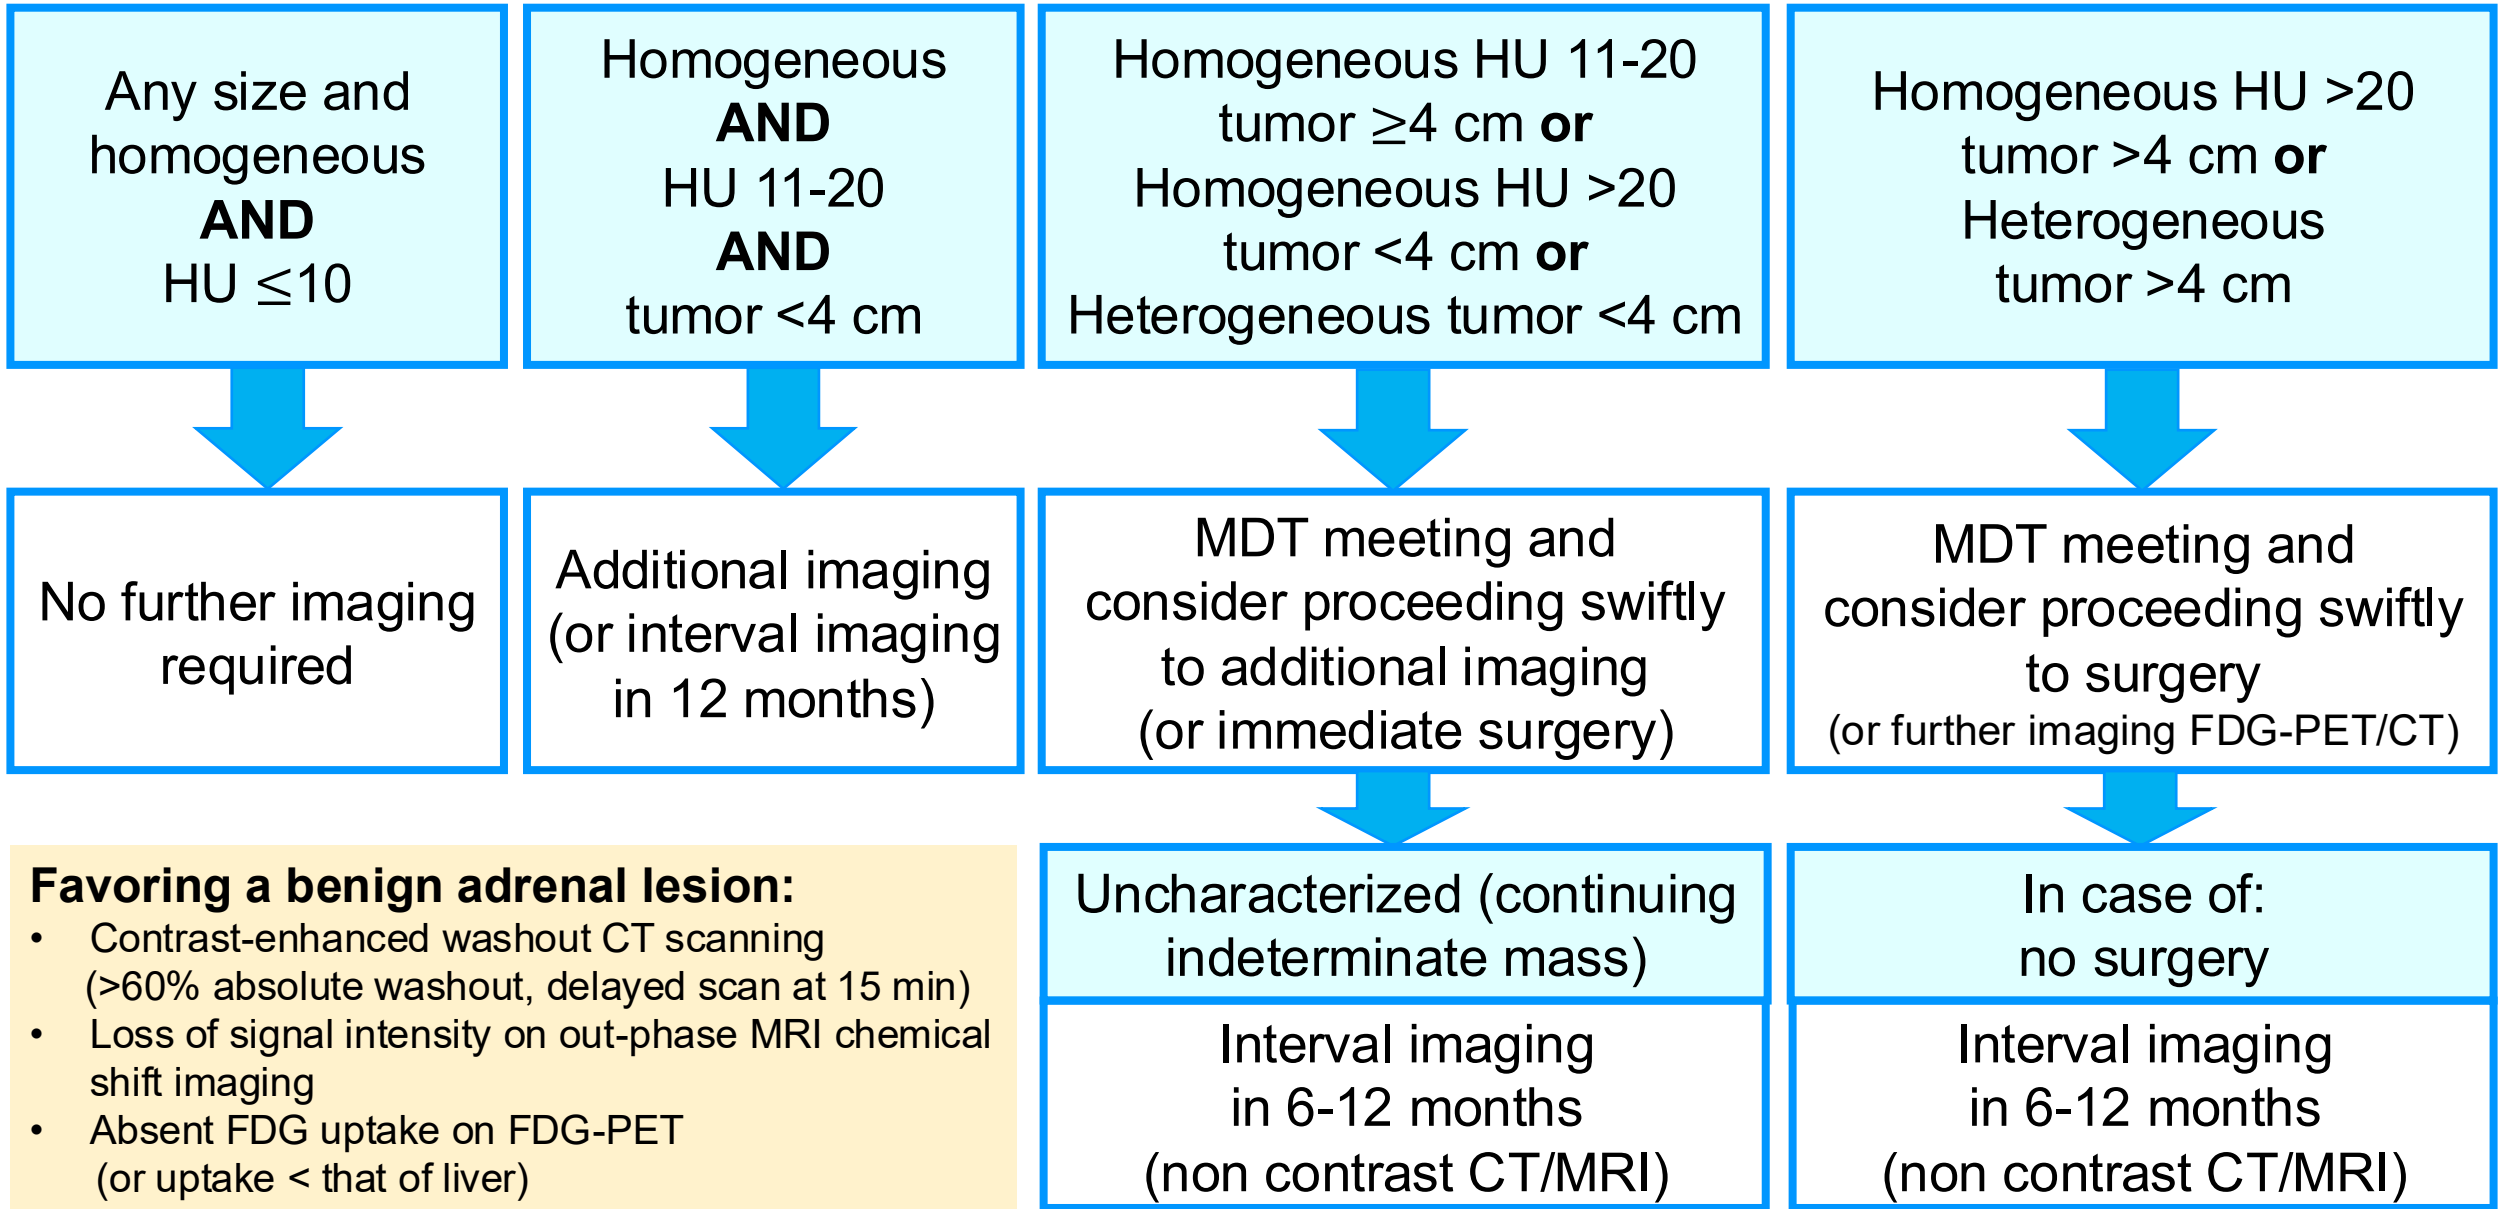 Any size and
homogeneous
AND
HU ≤10
Homogeneous
AND
HU 11-20
AND
tumor <4 cm
Homogeneous HU 11-20
tumor ≥4 cm or
Homogeneous HU >20
tumor <4 cm or
Heterogeneous tumor <4 cm
Homogeneous HU >20
tumor >4 cm or
Heterogeneous
tumor >4 cm
No further imaging
required
Additional imaging
(or interval imaging
in 12 months)
MDT meeting and
consider proceeding swiftly
to additional imaging
(or immediate surgery)
MDT meeting and
consider proceeding swiftly
to surgery
(or further imaging FDG-PET/CT)
Favoring a benign adrenal lesion:
• Contrast-enhanced washout CT scanning
(>60% absolute washout, delayed scan at 15 min)
• Loss of signal intensity on out-phase MRI chemical
shift imaging
• Absent FDG uptake on FDG-PET
(or uptake < that of liver)
Uncharacterized (continuing
indeterminate mass)
Interval imaging
in 6-12 months
(non contrast CT/MRI)
In case of:
no surgery
Interval imaging
in 6-12 months
(non contrast CT/MRI)